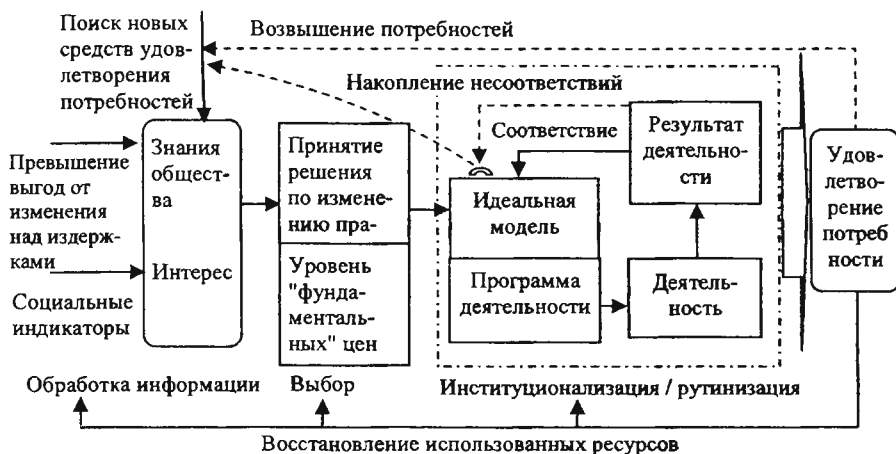 Поиск новых
средств удов-
летворения
потребностей
Возвышение потребностей
Накопление несоответствий
Превышение
выгод от
изменения
над издерж-
ками
Социальные
индикаторы
Знания
общест-
ва
Интерес
Принятие
решения
по измене-
нию пра-
Уровень
"фунда-
ментальных
ных" цен
Соответствие
Идеальная
модель
Программа
деятельности
Результат
деятельно-
сти
Деятель-
ность
Удов-
летво-
рение
потреб
ности
Обработка информации
Выбор
Институционализация / рутинизация
Восстановление использованных ресурсов